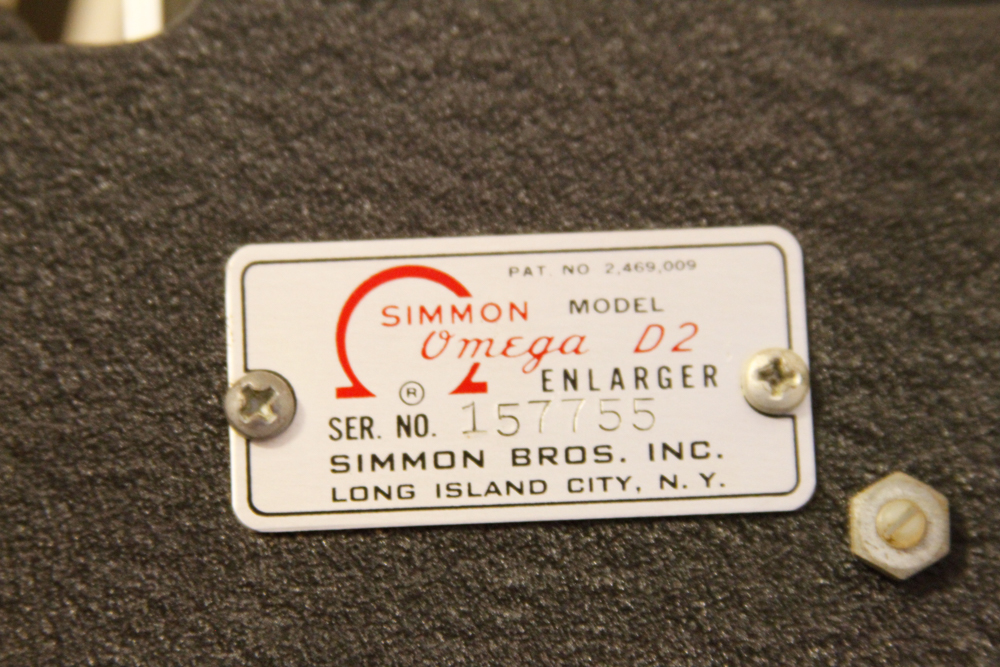 PAT. NO 2,469,009
SIMMON MODEL
Omega D2
® ENLARGER
SER. NO. 157755
SIMMON BROS. INC.
LONG ISLAND CITY, N. Y.